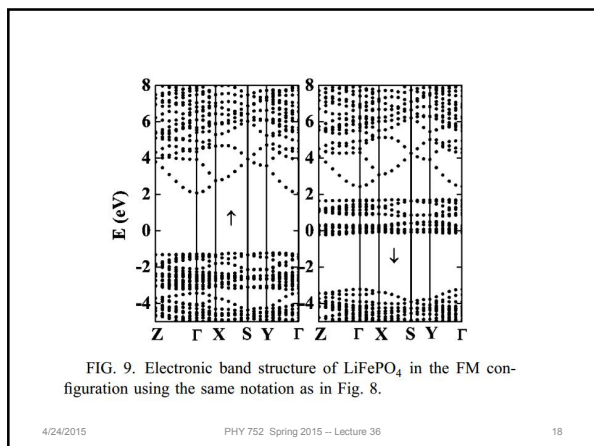 8
6
4
2
0
-2
-4
E (eV)
↑
Z Γ X S Y Γ
8
6
4
2
0
-2
-4
↓
Z Γ X S Y Γ
FIG. 9. Electronic band structure of LiFePO₄ in the FM con-
figuration using the same notation as in Fig. 8.
4/24/2015 PHY 752 Spring 2015 -- Lecture 36 18